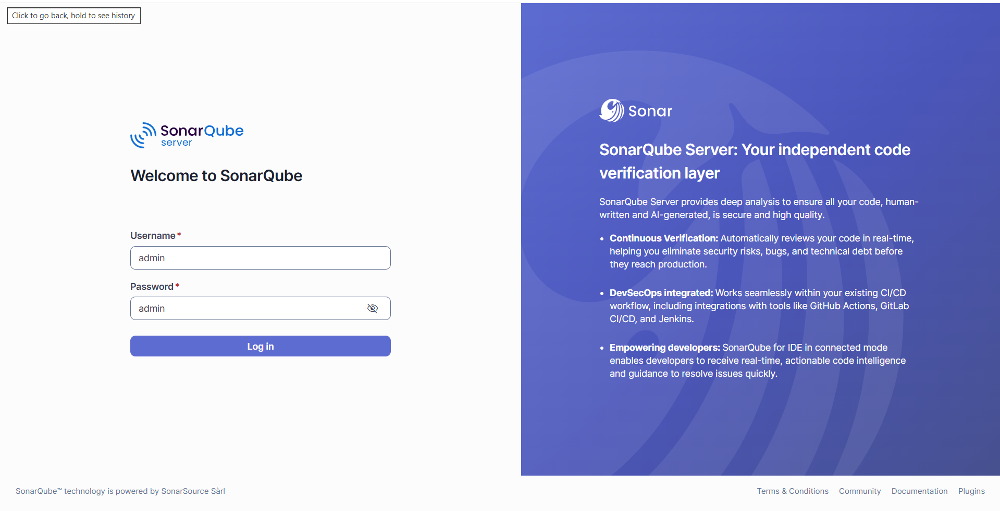 Click to go back, hold to see history
SonarQube
server
Welcome to SonarQube
Username*
admin
Password*
admin
Log in
Sonar
SonarQube Server: Your independent code
verification layer
SonarQube Server provides deep analysis to ensure all your code, human-
written and AI-generated, is secure and high quality.
• Continuous Verification: Automatically reviews your code in real-time,
helping you eliminate security risks, bugs, and technical debt before
they reach production.
• DevSecOps integrated: Works seamlessly within your existing CI/CD
workflow, including integrations with tools like GitHub Actions, GitLab
CI/CD, and Jenkins.
• Empowering developers: SonarQube for IDE in connected mode
enables developers to receive real-time, actionable code intelligence
and guidance to resolve issues quickly.
SonarQube™ technology is powered by SonarSource Sàrl
Terms & Conditions Community Documentation Plugins